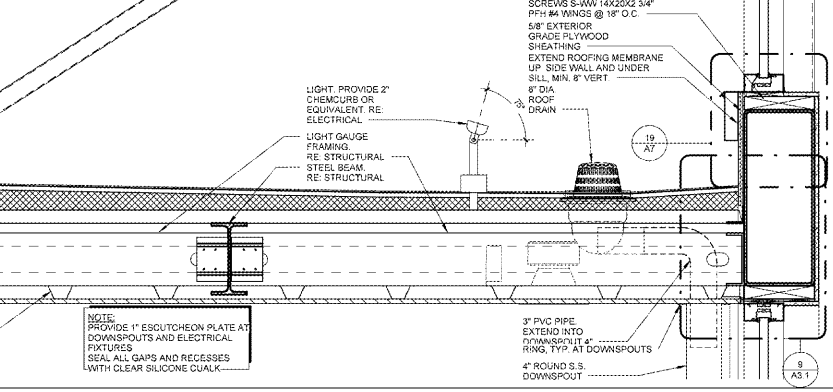 SCREWS S-WW 14X20X2 3/4"
PFH #4 WINGS @ 18" O.C.
5/8" EXTERIOR
GRADE PLYWOOD
SHEATHING
EXTEND ROOFING MEMBRANE
UP SIDE WALL AND UNDER
SILL, MIN. 8" VERT.
8" DIA
ROOF
DRAIN
LIGHT. PROVIDE 2"
CHEMCURB OR
EQUIVALENT. RE:
ELECTRICAL
75°
LIGHT GAUGE
FRAMING.
RE: STRUCTURAL
STEEL BEAM.
RE: STRUCTURAL
19
A7
NOTE:
PROVIDE 1" ESCUTCHEON PLATE AT
DOWNSPOUTS AND ELECTRICAL
FIXTURES
SEAL ALL GAPS AND RECESSES
WITH CLEAR SILICONE CUALK
3" PVC PIPE.
EXTEND INTO
DOWNSPOUT 4"
RING, TYP. AT DOWNSPOUTS
4" ROUND S.S.
DOWNSPOUT
9
A3.1